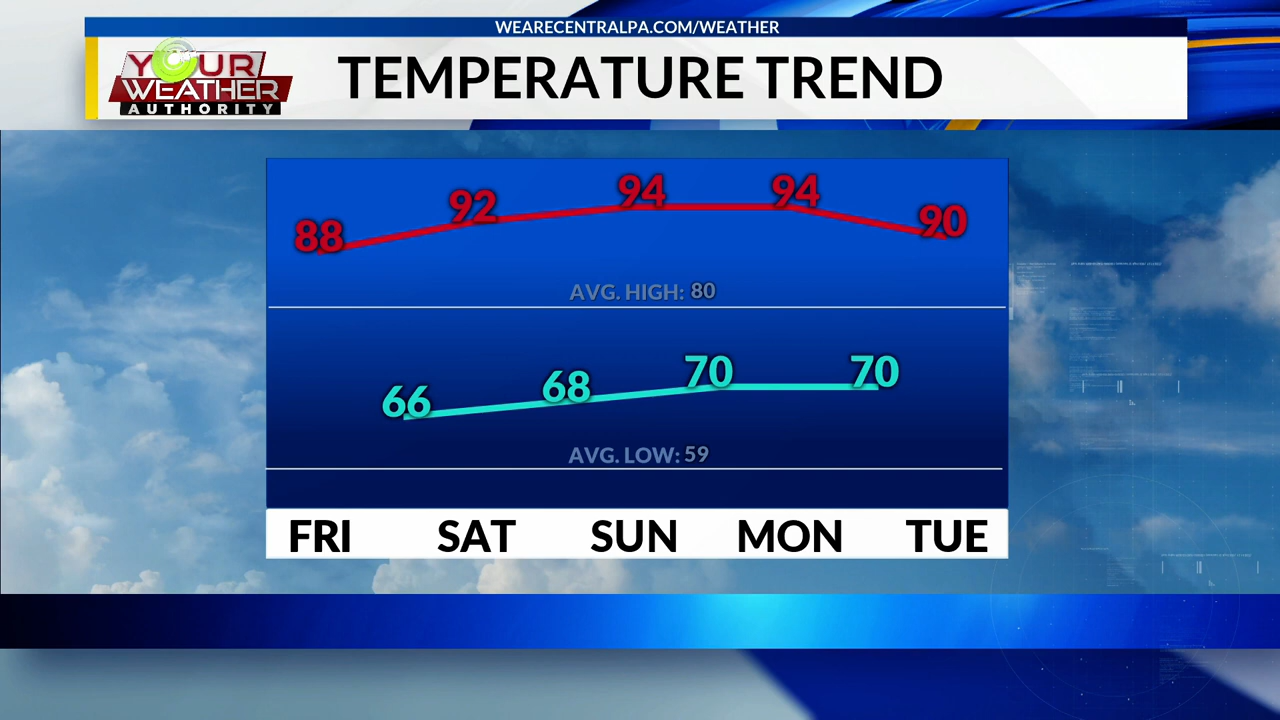 WEARECENTRALPA.COM/WEATHER
YOUR
WEATHER
AUTHORITY
TEMPERATURE TREND
88 92 94 94 90
AVG. HIGH: 80
66 68 70 70
AVG. LOW: 59
FRI SAT SUN MON TUE